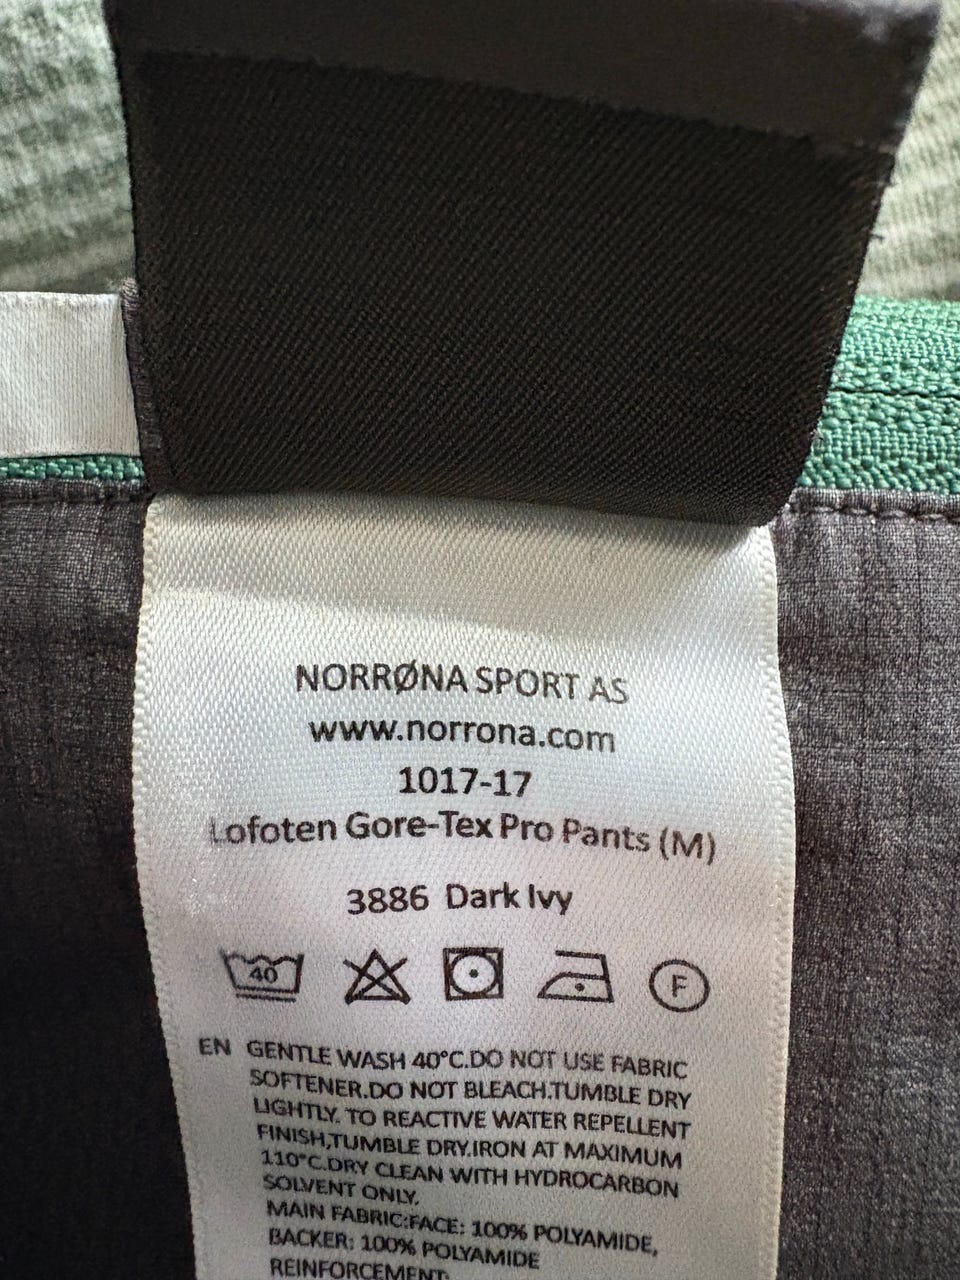 NORRØNA SPORT AS
www.norrona.com
1017-17
Lofoten Gore-Tex Pro Pants (M)
3886 Dark Ivy
40
F
EN GENTLE WASH 40°C.DO NOT USE FABRIC
SOFTENER.DO NOT BLEACH.TUMBLE DRY
LIGHTLY. TO REACTIVE WATER REPELLENT
FINISH,TUMBLE DRY.IRON AT MAXIMUM
110°C.DRY CLEAN WITH HYDROCARBON
SOLVENT ONLY.
MAIN FABRIC:FACE: 100% POLYAMIDE,
BACKER: 100% POLYAMIDE
REINFORCEMENT: